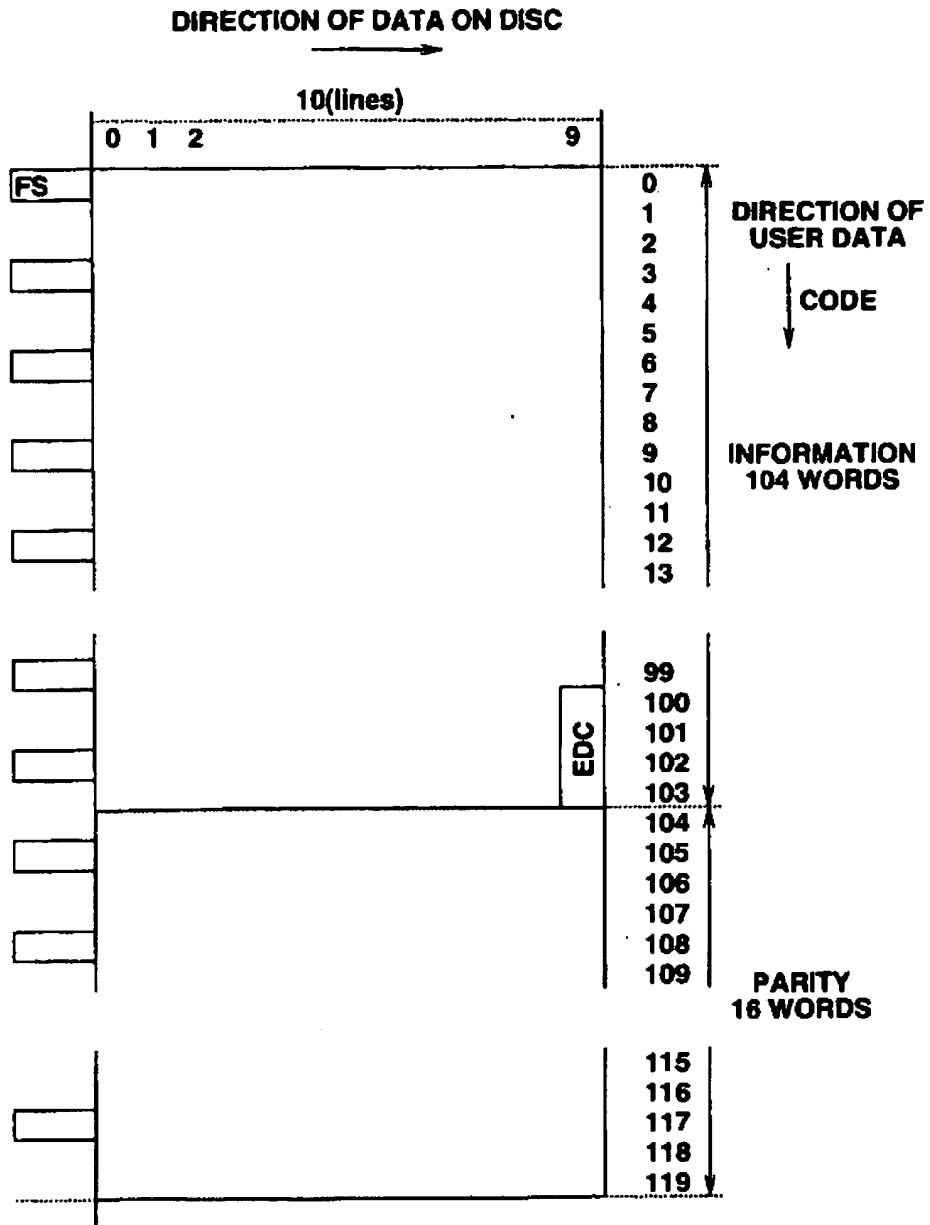 DIRECTION OF DATA ON DISC
10(lines)
0 1 2 9
FS
0
1
2
3
4
5
6
7
8
9
10
11
12
13
DIRECTION OF
USER DATA
CODE
INFORMATION
104 WORDS
99
100
101
102
103
EDC
104
105
106
107
108
109
PARITY
16 WORDS
115
116
117
118
119